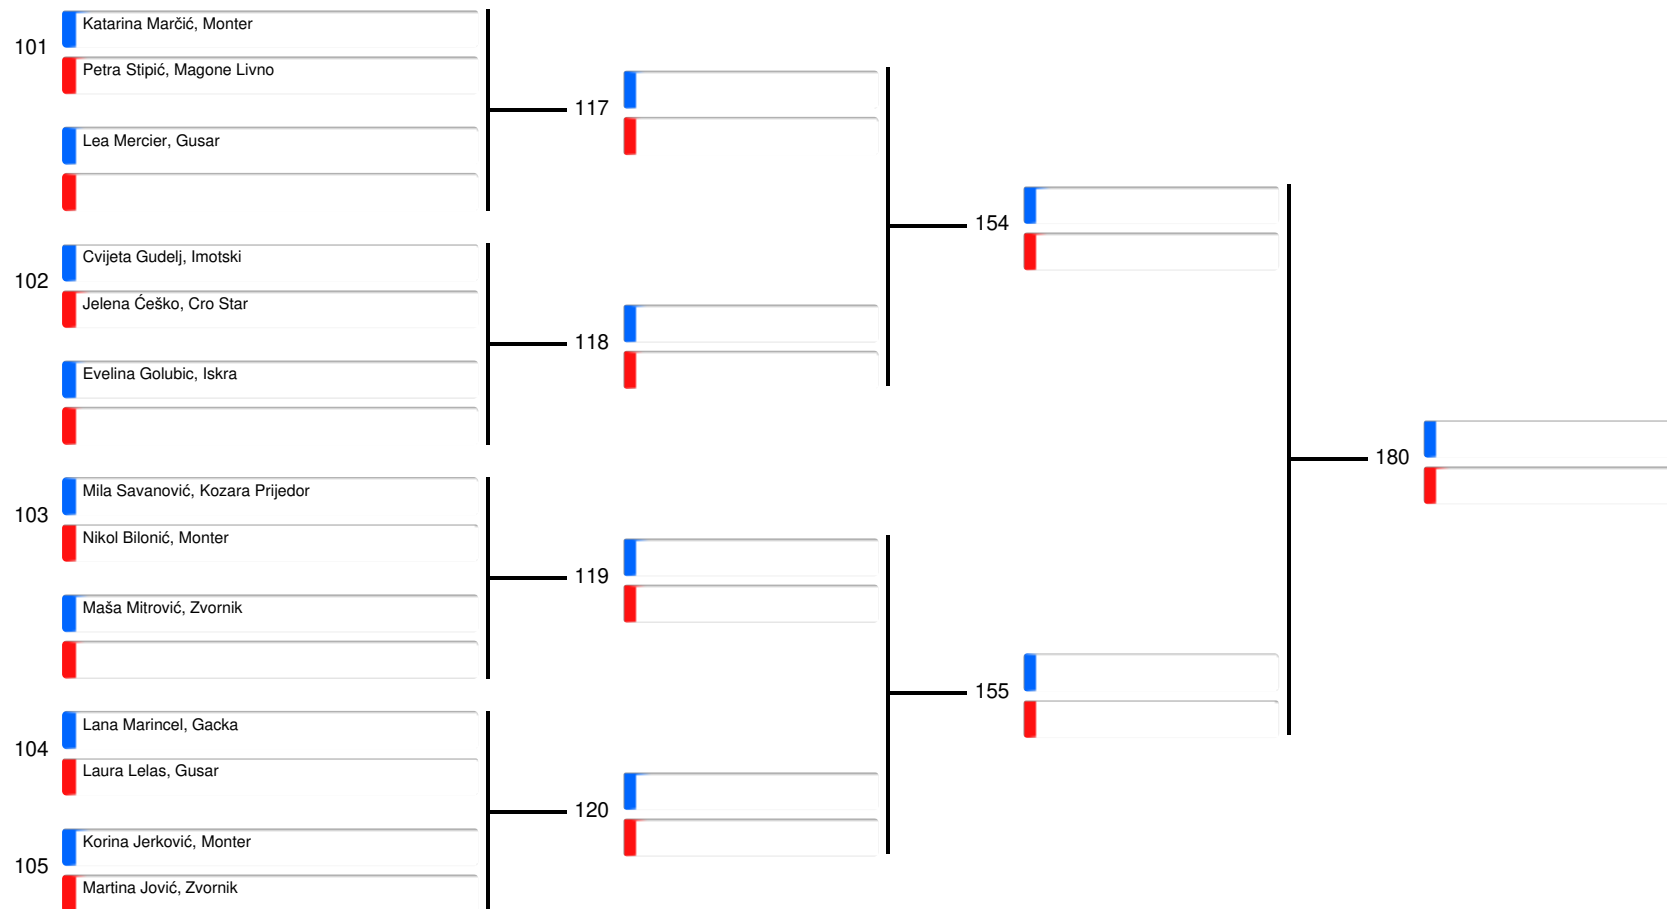 101
Katarina Marčić, Monter
Petra Stipić, Magone Livno
Lea Mercier, Gusar
102
Cvijeta Gudelj, Imotski
Jelena Ćeško, Cro Star
Evelina Golubic, Iskra
103
Mila Savanović, Kozara Prijedor
Nikol Bilonić, Monter
Maša Mitrović, Zvornik
104
Lana Marincel, Gacka
Laura Lelas, Gusar
105
Korina Jerković, Monter
Martina Jović, Zvornik
117
118
119
120
154
155
180